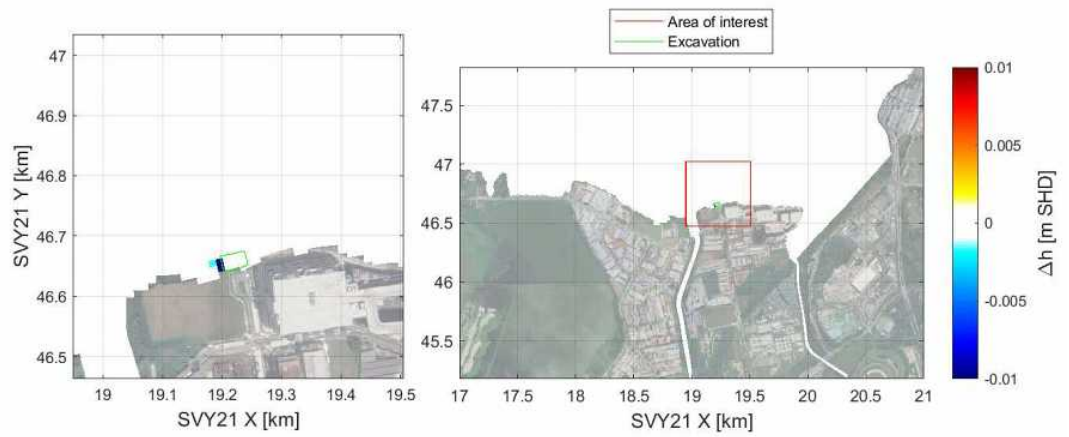 Area of interest
Excavation
47
46.9
46.8
46.7
46.6
46.5
SVY21 Y [km]
19 19.1 19.2 19.3 19.4 19.5
SVY21 X [km]
47.5
47
46.5
46
45.5
17 17.5 18 18.5 19 19.5 20 20.5 21
SVY21 X [km]
0.01
0.005
0
-0.005
-0.01
Δh [m SHD]